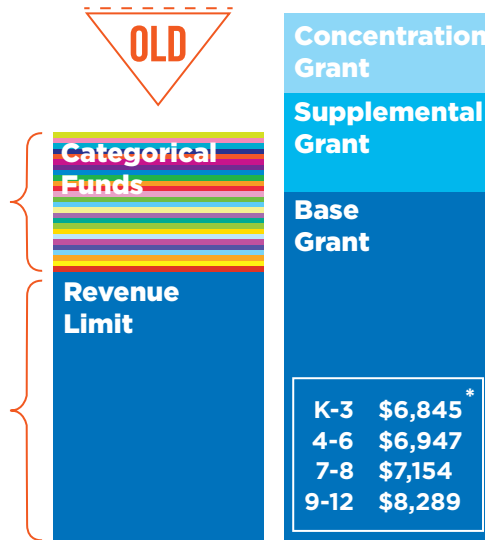 OLD
Categorical
Funds
Revenue
Limit
Concentration
Grant
Supplemental
Grant
Base
Grant
K-3 $6,845*
4-6 $6,947
7-8 $7,154
9-12 $8,289